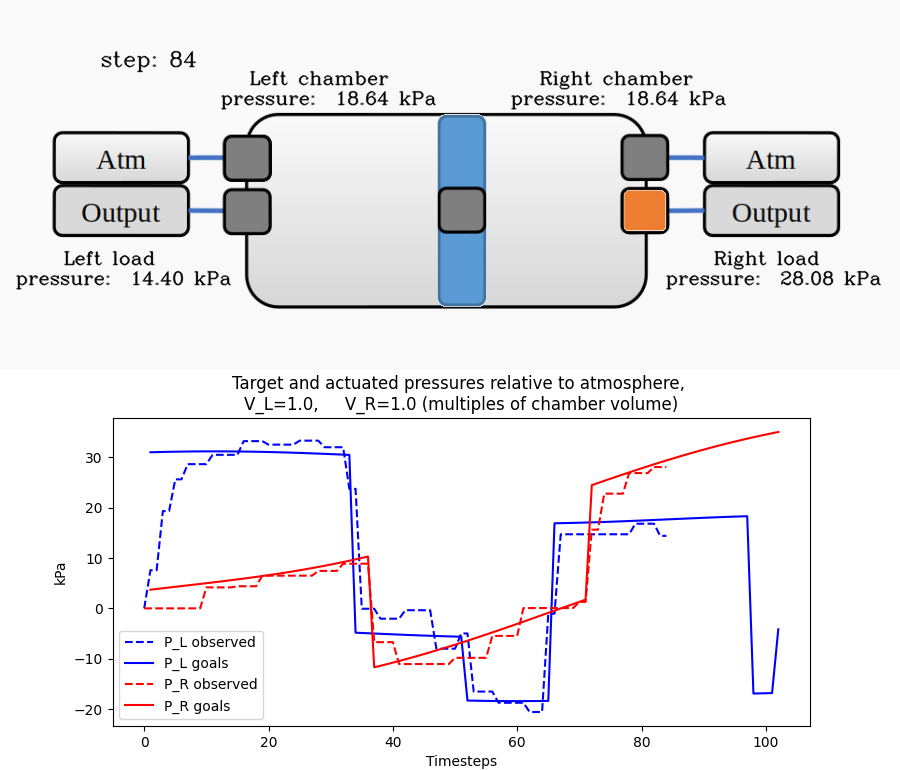 step: 84
Left chamber
pressure: 18.64 kPa
Right chamber
pressure: 18.64 kPa
Atm
Output
Atm
Output
Left load
pressure: 14.40 kPa
Right load
pressure: 28.08 kPa
Target and actuated pressures relative to atmosphere,
V_L=1.0, V_R=1.0 (multiples of chamber volume)
30
20
10
0
−10
−20
kPa
P_L observed
P_L goals
P_R observed
P_R goals
0 20 40 60 80 100
Timesteps